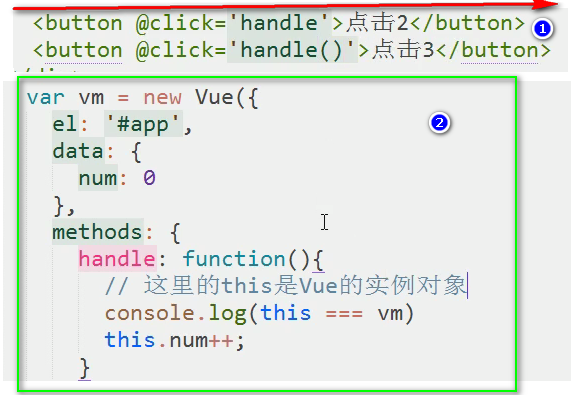 <button @click='handle'>点击2</button>
<button @click='handle()'>点击3</button>
1
var vm = new Vue({
el: '#app',
2
data: {
num: 0
},
methods: {
handle: function(){
// 这里的this是Vue的实例对象
console.log(this === vm)
this.num++;
}